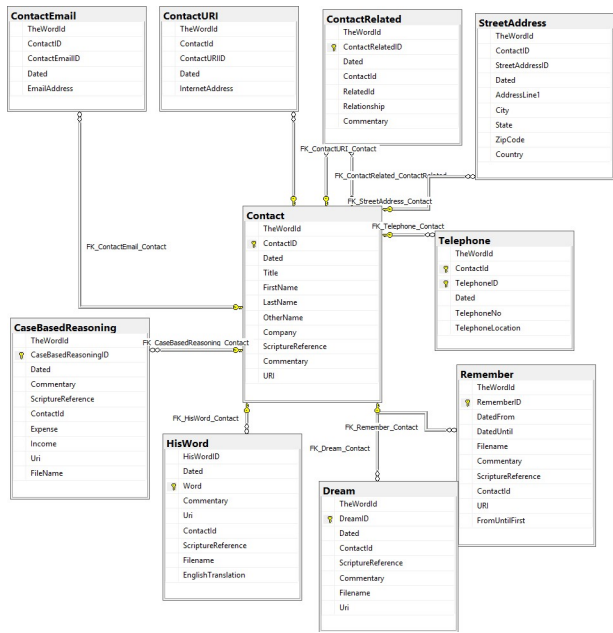 ContactEmail
TheWordId
ContactID
ContactEmailID
Dated
EmailAddress
ContactURI
TheWordId
ContactId
ContactURIID
Dated
InternetAddress
ContactRelated
TheWordId
ContactRelatedID
Dated
ContactId
RelatedId
Relationship
Commentary
StreetAddress
TheWordId
ContactID
StreetAddressID
Dated
AddressLine1
City
State
ZipCode
Country
FK_ContactURI_Contact
FK_ContactRelated_ContactRelated
FK_StreetAddress_Contact
FK_Telephone_Contact
FK_ContactEmail_Contact
Contact
TheWordId
ContactID
Dated
Title
FirstName
LastName
OtherName
Company
ScriptureReference
Commentary
URI
Telephone
TheWordId
ContactId
TelephoneID
Dated
TelephoneNo
TelephoneLocation
CaseBasedReasoning
TheWordId
CaseBasedReasoningID
Dated
Commentary
ScriptureReference
ContactId
Expense
Income
Uri
FileName
FK_CaseBasedReasoning_Contact
Remember
TheWordId
RememberID
DatedFrom
DatedUntil
Filename
Commentary
ScriptureReference
ContactId
URI
FromUntilFirst
FK_HisWord_Contact
FK_Remember_Contact
FK_Dream_Contact
HisWord
HisWordID
Dated
Word
Commentary
Uri
ContactId
ScriptureReference
Filename
EnglishTranslation
Dream
TheWordId
DreamID
Dated
ContactId
ScriptureReference
Commentary
Filename
Uri